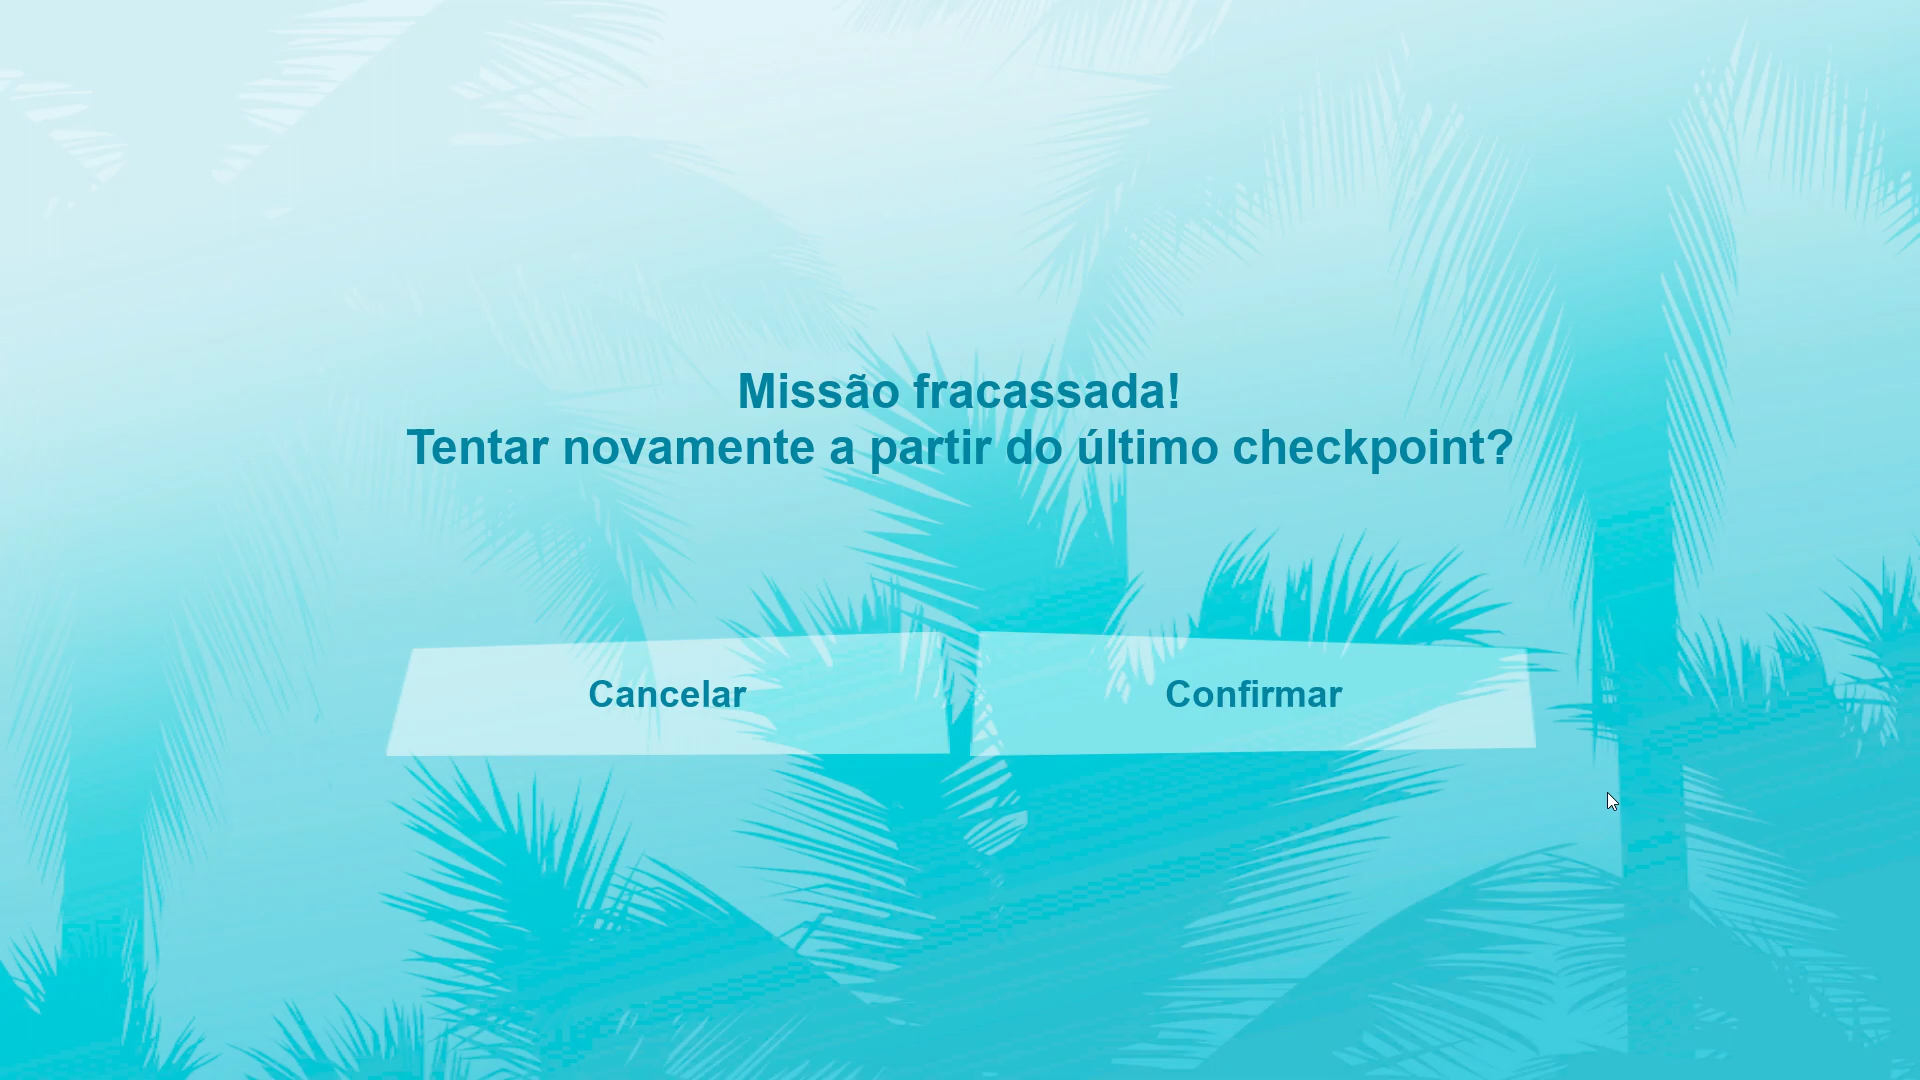 Missão fracassada!
Tentar novamente a partir do último checkpoint?
Cancelar
Confirmar